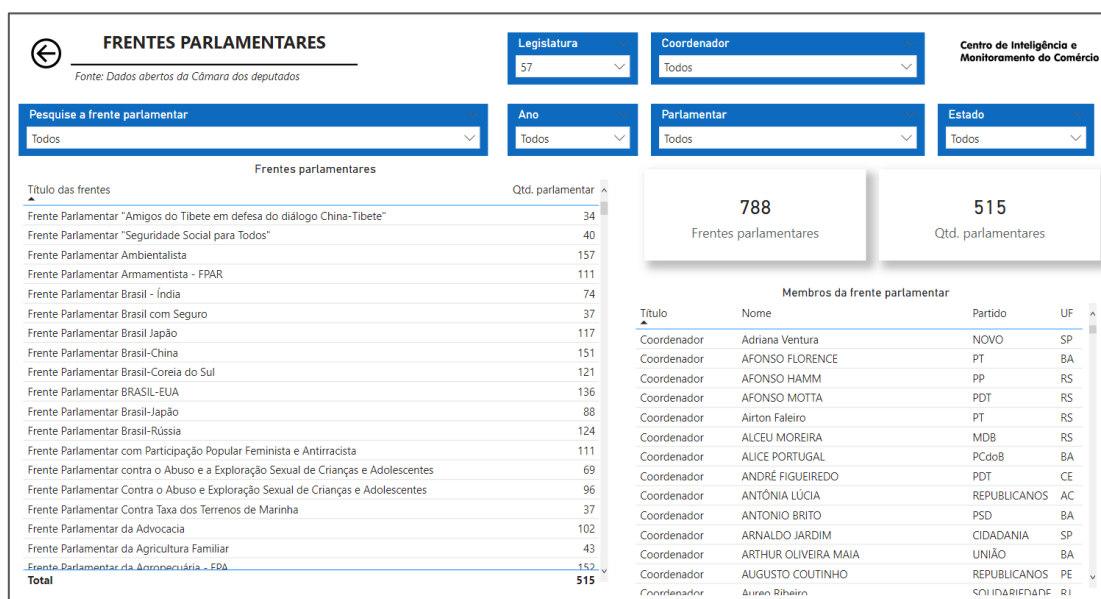 FRENTES PARLAMENTARES
Fonte: Dados abertos da Câmara dos deputados
Legislatura
57
Coordenador
Todos
Centro de Inteligência e
Monitoramento do Comércio
Pesquise a frente parlamentar
Todos
Ano
Todos
Parlamentar
Todos
Estado
Todos
Frentes parlamentares
Título das frentes Qtd. parlamentar
Frente Parlamentar "Amigos do Tibete em defesa do diálogo China-Tibete" 34
Frente Parlamentar "Seguridade Social para Todos" 40
Frente Parlamentar Ambientalista 157
Frente Parlamentar Armamentista - FPAR 111
Frente Parlamentar Brasil - Índia 74
Frente Parlamentar Brasil com Seguro 37
Frente Parlamentar Brasil Japão 117
Frente Parlamentar Brasil-China 151
Frente Parlamentar Brasil-Coreia do Sul 121
Frente Parlamentar BRASIL-EUA 136
Frente Parlamentar Brasil-Japão 88
Frente Parlamentar Brasil-Rússia 124
Frente Parlamentar com Participação Popular Feminista e Antirracista 111
Frente Parlamentar contra o Abuso e a Exploração Sexual de Crianças e Adolescentes 69
Frente Parlamentar Contra o Abuso e Exploração Sexual de Crianças e Adolescentes 96
Frente Parlamentar Contra Taxa dos Terrenos de Marinha 37
Frente Parlamentar da Advocacia 102
Frente Parlamentar da Agricultura Familiar 43
Frente Parlamentar da Agropecuária - FPA 152
Total 515
788
Frentes parlamentares
515
Qtd. parlamentares
Membros da frente parlamentar
Título Nome Partido UF
Coordenador Adriana Ventura NOVO SP
Coordenador AFONSO FLORENCE PT BA
Coordenador AFONSO HAMM PP RS
Coordenador AFONSO MOTTA PDT RS
Coordenador Airton Faleiro PT RS
Coordenador ALCEU MOREIRA MDB RS
Coordenador ALICE PORTUGAL PCdoB BA
Coordenador ANDRÉ FIGUEIREDO PDT CE
Coordenador ANTÔNIA LÚCIA REPUBLICANOS AC
Coordenador ANTONIO BRITO PSD BA
Coordenador ARNALDO JARDIM CIDADANIA SP
Coordenador ARTHUR OLIVEIRA MAIA UNIÃO BA
Coordenador AUGUSTO COUTINHO REPUBLICANOS PE
Coordenador Aureo Ribeiro SOLIDARIEDADE RJ